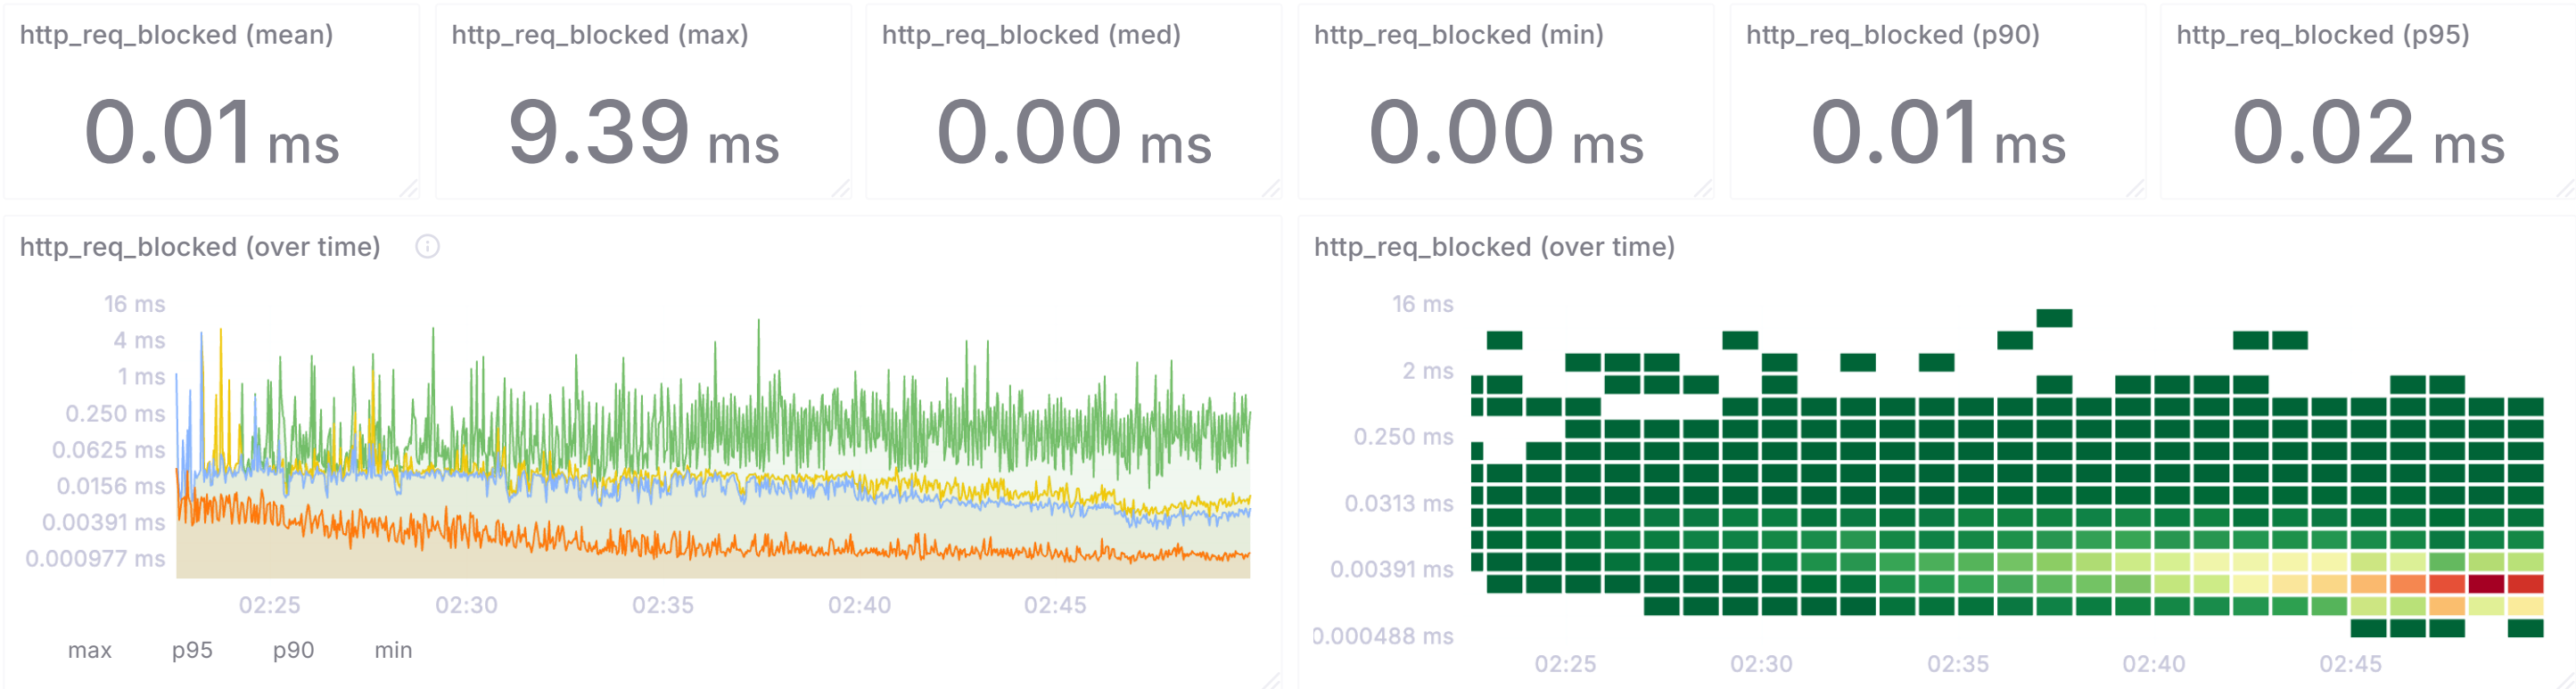 http_req_blocked (mean)
0.01 ms
http_req_blocked (max)
9.39 ms
http_req_blocked (med)
0.00 ms
http_req_blocked (min)
0.00 ms
http_req_blocked (p90)
0.01 ms
http_req_blocked (p95)
0.02 ms
http_req_blocked (over time)
16 ms
4 ms
1 ms
0.250 ms
0.0625 ms
0.0156 ms
0.00391 ms
0.000977 ms
02:25 02:30 02:35 02:40 02:45
max p95 p90 min
http_req_blocked (over time)
16 ms
2 ms
0.250 ms
0.0313 ms
0.00391 ms
0.000488 ms
02:25 02:30 02:35 02:40 02:45